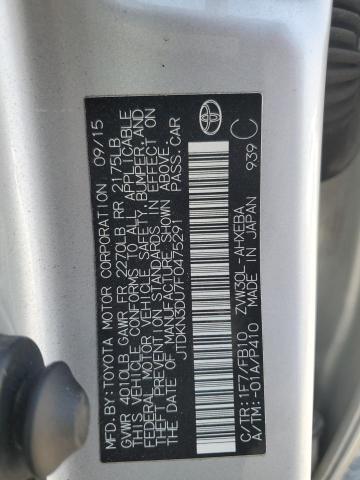 MFD.BY:TOYOTA MOTOR CORPORATION 09/15
GVWR 4010LB GAWR FR 2270LB RR 2175LB
THIS VEHICLE CONFORMS TO ALL APPLICABLE
FEDERAL MOTOR VEHICLE SAFETY, BUMPER, AND
THEFT PREVENTION STANDARDS IN EFFECT ON
THE DATE OF MANUFACTURE SHOWN ABOVE.
JTDKN3DU7F0475291 PASS.CAR
C/TR:1F7/FB10 ZVW30L-AHXEBA
A/TM:-01A/P410 MADE IN JAPAN 939 C